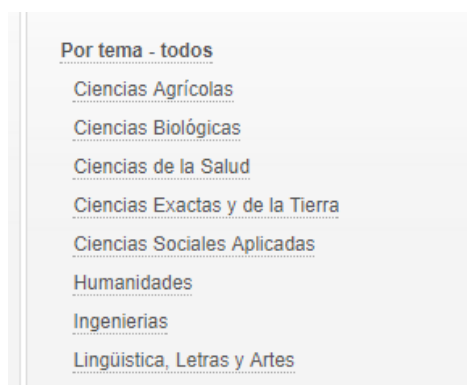 Por tema - todos
Ciencias Agrícolas
Ciencias Biológicas
Ciencias de la Salud
Ciencias Exactas y de la Tierra
Ciencias Sociales Aplicadas
Humanidades
Ingenierias
Lingüistica, Letras y Artes